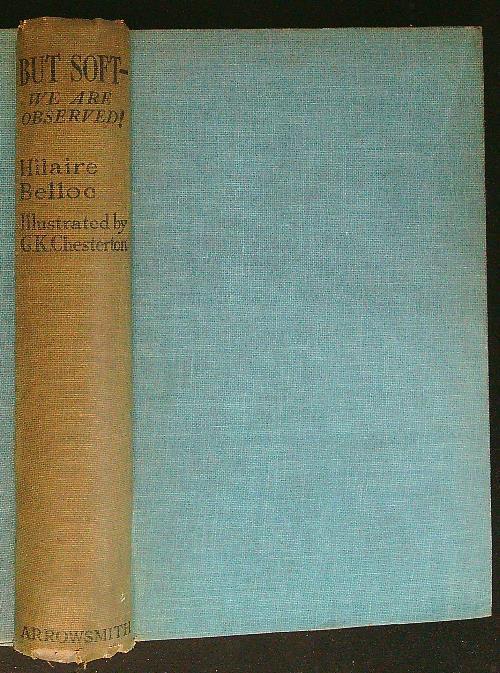 BUT SOFT-
WE ARE
OBSERVED!
Hilaire
Belloc
Illustrated by
G.K.Chesterton
ARROWSMITH